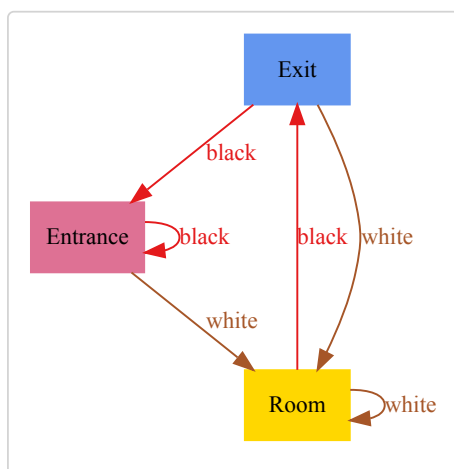 Exit
black
Entrance
black
black
white
white
Room
white